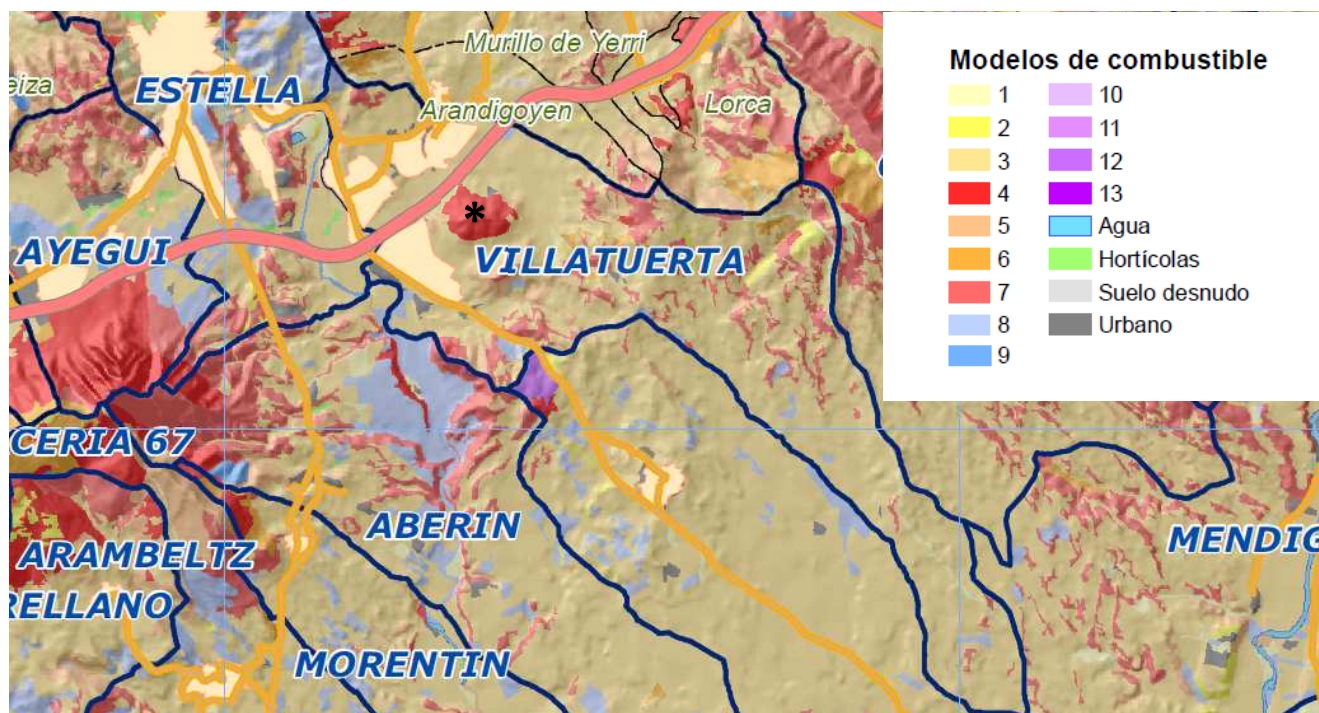 Murillo de Yerri
eiza
ESTELLA
Arandigoyen
Lorca
*
AYEGUI
VILLATUERTA
CERIA 67
ABERIN
ARAMBELTZ
RELLANO
MORENTIN
MENDIG
Modelos de combustible
1
2
3
4
5
6
7
8
9
10
11
12
13
Agua
Hortícolas
Suelo desnudo
Urbano